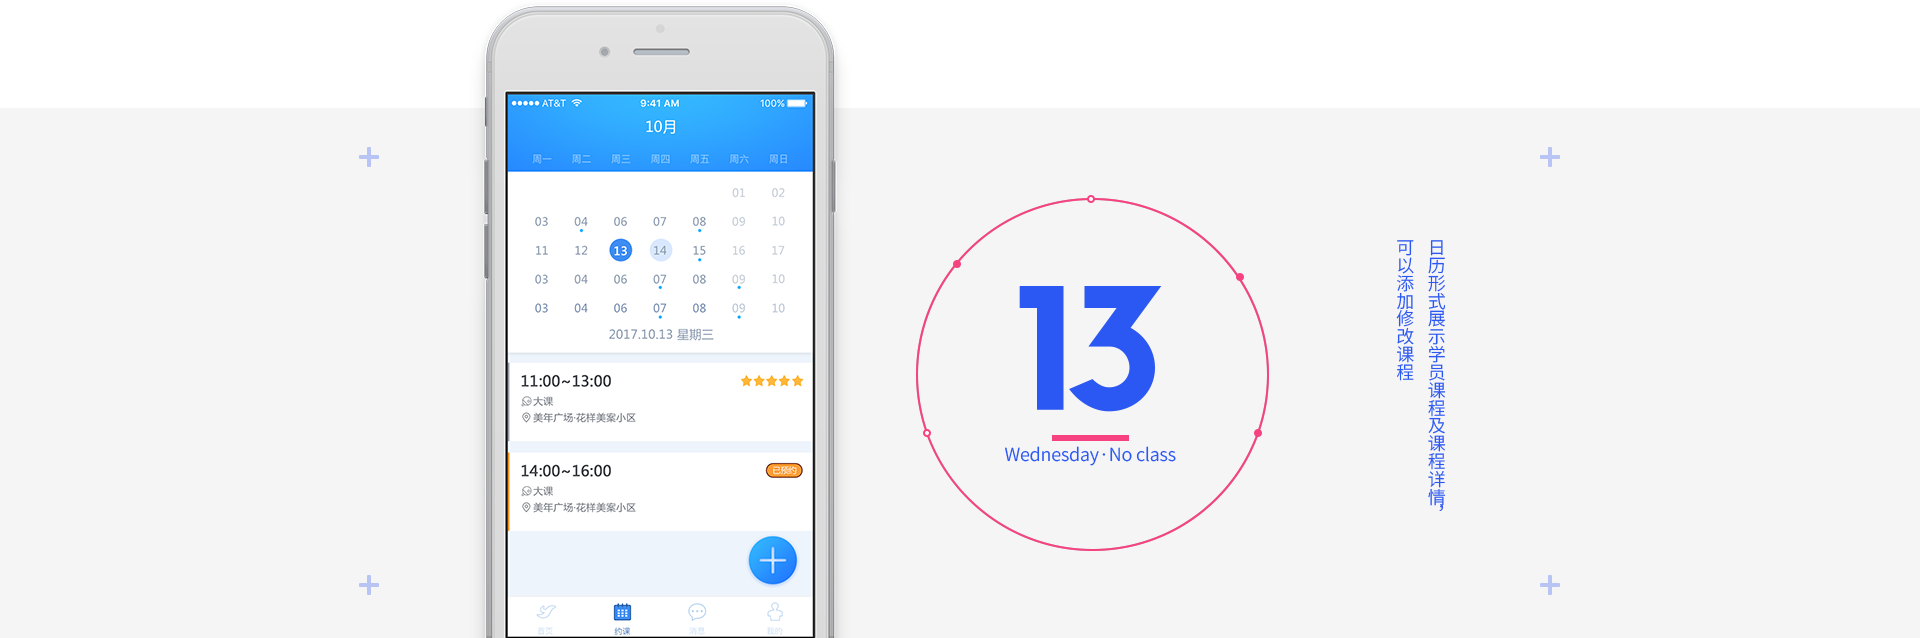 AT&T 9:41 AM 100%
10月
周一 周二 周三 周四 周五 周六 周日
01 02
03 04 06 07 08 09 10
11 12 13 14 15 16 17
03 04 06 07 08 09 10
03 04 06 07 08 09 10
2017.10.13 星期三
11:00~13:00
大课
美年广场·花样美案小区
14:00~16:00 已预约
大课
美年广场·花样美案小区
首页 约课 消息 我的
13
Wednesday·No class
日历形式展示学员课程及课程详情,
可以添加修改课程